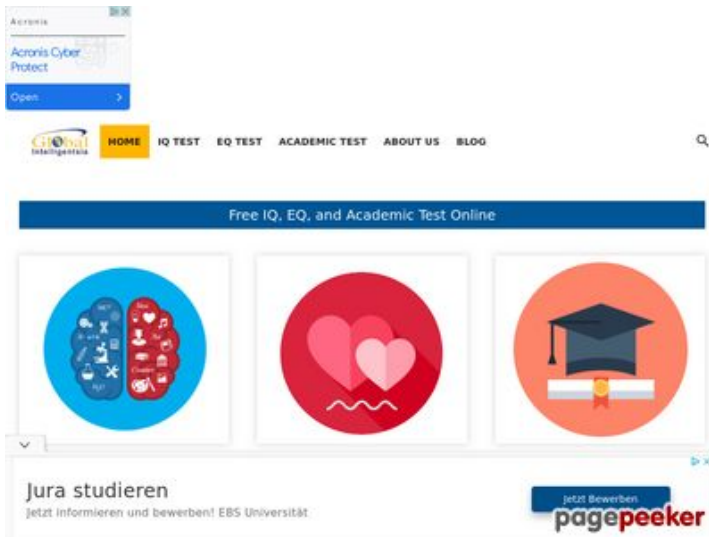 Acronis
Acronis Cyber
Protect
Open
Global
Intelligentsia
HOME IQ TEST EQ TEST ACADEMIC TEST ABOUT US BLOG
Free IQ, EQ, and Academic Test Online
H₂O
Jura studieren
Jetzt informieren und bewerben! EBS Universität
Jetzt Bewerben
pagepeeker